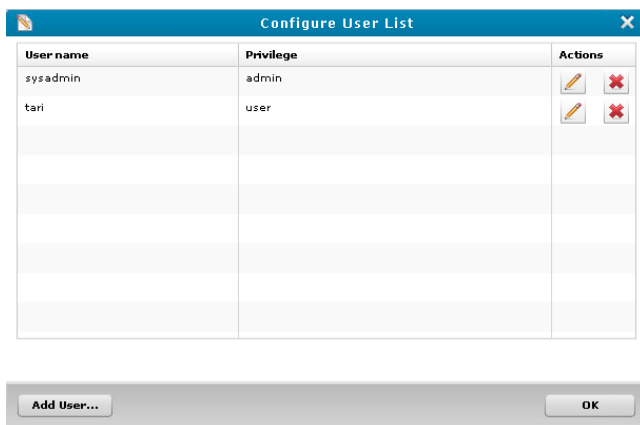 Configure User List
User name Privilege Actions
sysadmin admin
tari user
Add User... OK